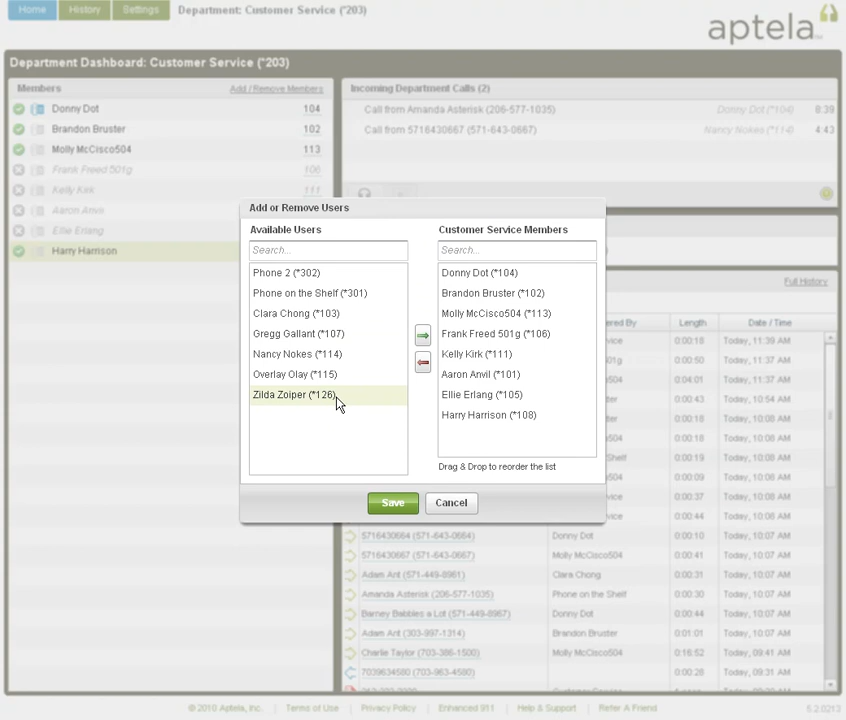 Home History Settings Department: Customer Service (*203)
aptela
Department Dashboard: Customer Service (*203)
Members Add / Remove Members
Donny Dot 104
Brandon Bruster 102
Molly McCisco504 113
Frank Freed 501g 106
Kelly Kirk 111
Aaron Anvil
Ellie Erlang
Harry Harrison
Incoming Department Calls (2)
Call from Amanda Asterisk (206-577-1035) Donny Dot (*104) 8:39
Call from 5716430667 (571-643-0667) Nancy Nokes (*114) 4:43
Add or Remove Users
Available Users
Search...
Phone 2 (*302)
Phone on the Shelf (*301)
Clara Chong (*103)
Gregg Gallant (*107)
Nancy Nokes (*114)
Overlay Olay (*115)
Zilda Zoiper (*126)
Customer Service Members
Search...
Donny Dot (*104)
Brandon Bruster (*102)
Molly McCisco504 (*113)
Frank Freed 501g (*106)
Kelly Kirk (*111)
Aaron Anvil (*101)
Ellie Erlang (*105)
Harry Harrison (*108)
Drag & Drop to reorder the list
Save Cancel
Full History
ered By Length Date / Time
vice 0:00:18 Today, 11:39 AM
01g 0:00:50 Today, 11:37 AM
504 0:04:01 Today, 11:37 AM
ter 0:00:43 Today, 10:54 AM
ter 0:00:18 Today, 10:08 AM
504 0:00:18 Today, 10:08 AM
Shelf 0:00:19 Today, 10:08 AM
504 0:00:09 Today, 10:08 AM
vice 0:00:37 Today, 10:08 AM
vice 0:00:44 Today, 10:08 AM
5716430664 (571-643-0664) Donny Dot 0:00:10 Today, 10:07 AM
5716430667 (571-643-0667) Molly McCisco504 0:00:41 Today, 10:07 AM
Adam Ant (571-449-8961) Clara Chong 0:00:31 Today, 10:07 AM
Amanda Asterisk (206-577-1035) Phone on the Shelf 0:00:30 Today, 10:07 AM
Barney Babbles a Lot (571-449-8967) Donny Dot 0:00:44 Today, 10:07 AM
Adam Ant (303-997-1314) Brandon Bruster 0:01:01 Today, 10:07 AM
Charlie Taylor (703-386-1500) Molly McCisco504 0:16:52 Today, 09:41 AM
7039634580 (703-963-4580) 0:00:28 Today, 09:31 AM
© 2010 Aptela, Inc. | Terms of Use | Privacy Policy | Enhanced 911 | Help & Support | Refer A Friend 5.2.0213